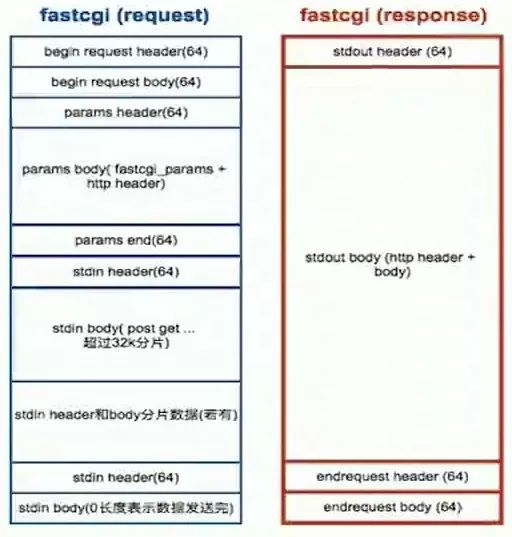 fastcgi (request)
begin request header(64)
begin request body(64)
params header(64)
params body( fastcgi_params +
http header)
params end(64)
stdin header(64)
stdin body( post get ...
超过32k分片)
stdin header和body分片数据(若有)
stdin header(64)
stdin body(0长度表示数据发送完)
fastcgi (response)
stdout header (64)
stdout body (http header +
body)
endrequest header (64)
endrequest body (64)